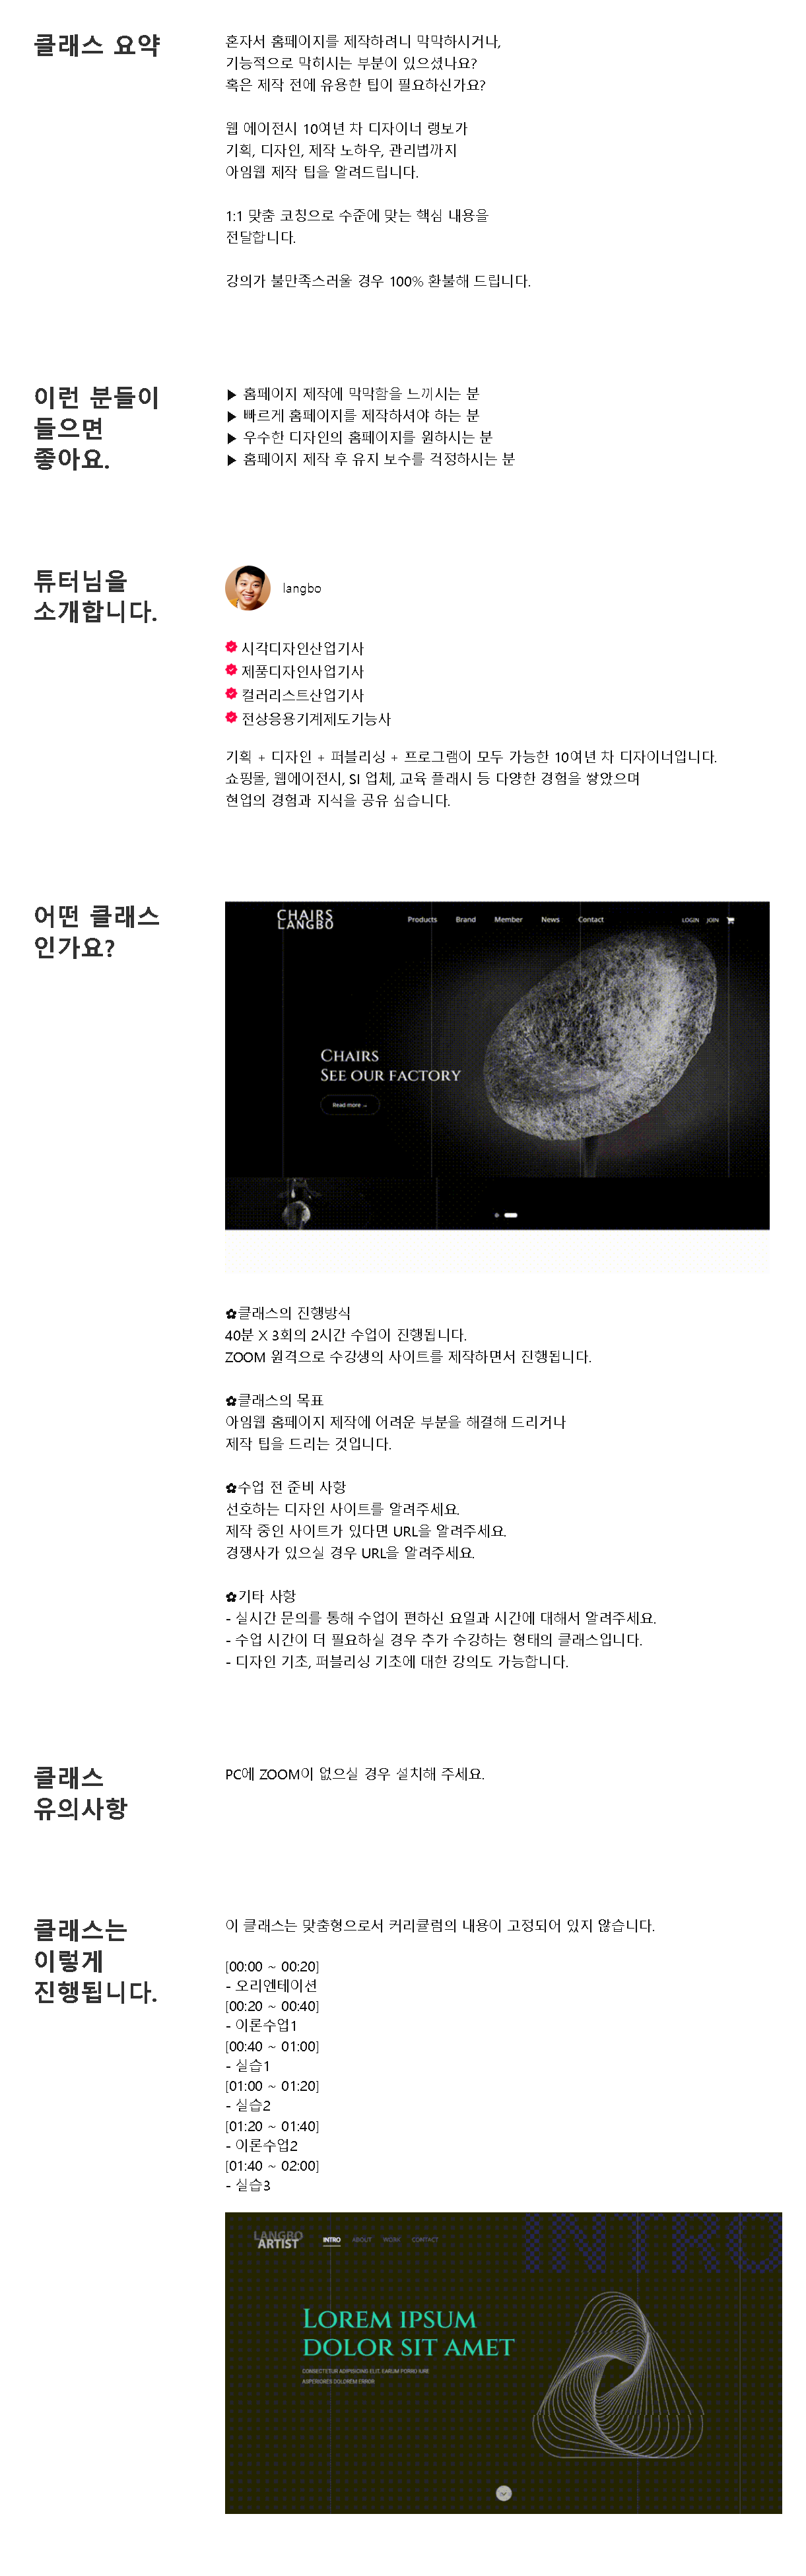 클래스 요약
혼자서 홈페이지를 제작하려니 막막하시거나,
기능적으로 막히시는 부분이 있으셨나요?
혹은 제작 전에 유용한 팁이 필요하신가요?
웹 에이전시 10여년 차 디자이너 랭보가
기획, 디자인, 제작 노하우, 관리법까지
아임웹 제작 팁을 알려드립니다.
1:1 맞춤 코칭으로 수준에 맞는 핵심 내용을
전달합니다.
강의가 불만족스러울 경우 100% 환불해 드립니다.
이런 분들이
들으면
좋아요.
▶ 홈페이지 제작에 막막함을 느끼시는 분
▶ 빠르게 홈페이지를 제작하셔야 하는 분
▶ 우수한 디자인의 홈페이지를 원하시는 분
▶ 홈페이지 제작 후 유지 보수를 걱정하시는 분
튜터님을
소개합니다.
langbo
시각디자인산업기사
제품디자인사업기사
컬러리스트산업기사
전상응용기계제도기능사
기획 + 디자인 + 퍼블리싱 + 프로그램이 모두 가능한 10여년 차 디자이너입니다.
쇼핑몰, 웹에이전시, SI 업체, 교육 플래시 등 다양한 경험을 쌓았으며
현업의 경험과 지식을 공유 싶습니다.
어떤 클래스
인가요?
CHAIRS
LANGBO
Products Brand Member News Contact
LOGIN JOIN
CHAIRS
SEE OUR FACTORY
Read more →
✿클래스의 진행방식
40분 X 3회의 2시간 수업이 진행됩니다.
ZOOM 원격으로 수강생의 사이트를 제작하면서 진행됩니다.
✿클래스의 목표
아임웹 홈페이지 제작에 어려운 부분을 해결해 드리거나
제작 팁을 드리는 것입니다.
✿수업 전 준비 사항
선호하는 디자인 사이트를 알려주세요.
제작 중인 사이트가 있다면 URL을 알려주세요.
경쟁사가 있으실 경우 URL을 알려주세요.
✿기타 사항
- 실시간 문의를 통해 수업이 편하신 요일과 시간에 대해서 알려주세요.
- 수업 시간이 더 필요하실 경우 추가 수강하는 형태의 클래스입니다.
- 디자인 기초, 퍼블리싱 기초에 대한 강의도 가능합니다.
클래스
유의사항
PC에 ZOOM이 없으실 경우 설치해 주세요.
클래스는
이렇게
진행됩니다.
이 클래스는 맞춤형으로서 커리큘럼의 내용이 고정되어 있지 않습니다.
[00:00 ~ 00:20]
- 오리엔테이션
[00:20 ~ 00:40]
- 이론수업1
[00:40 ~ 01:00]
- 실습1
[01:00 ~ 01:20]
- 실습2
[01:20 ~ 01:40]
- 이론수업2
[01:40 ~ 02:00]
- 실습3
INTRO
LANGBO
ARTIST
INTRO ABOUT WORK CONTACT
LOREM IPSUM
DOLOR SIT AMET
CONSECTETUR ADIPISICING ELIT. EARUM PORRO IURE
ASPERIORES DOLOREM ERROR